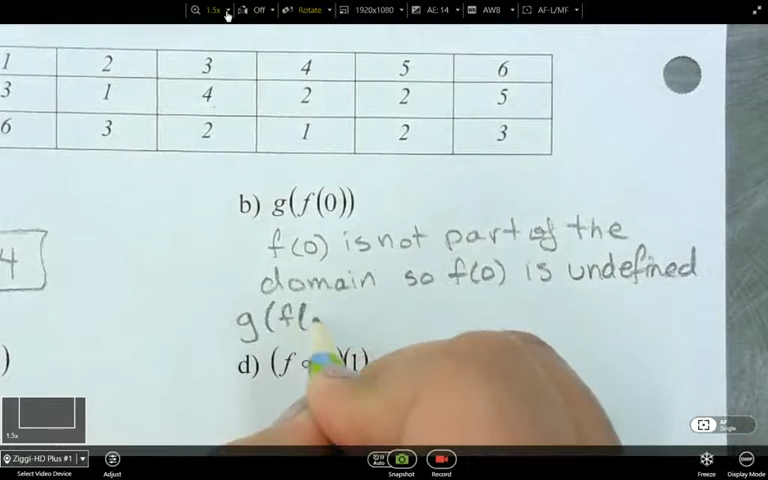 1.5x Off Rotate 1920x1080 AE: 14 AWB AF-L/MF
1 2 3 4 5 6
3 1 4 2 2 5
6 3 2 1 2 3
b) g(f(0))
f(0) is not part of the
4
domain so f(0) is undefined
g(f(
) d) (f )(1)
1.5x
AF
Single
Ziggi-HD Plus #1
Auto
Select Video Device Adjust Snapshot Record Freeze Display Mode